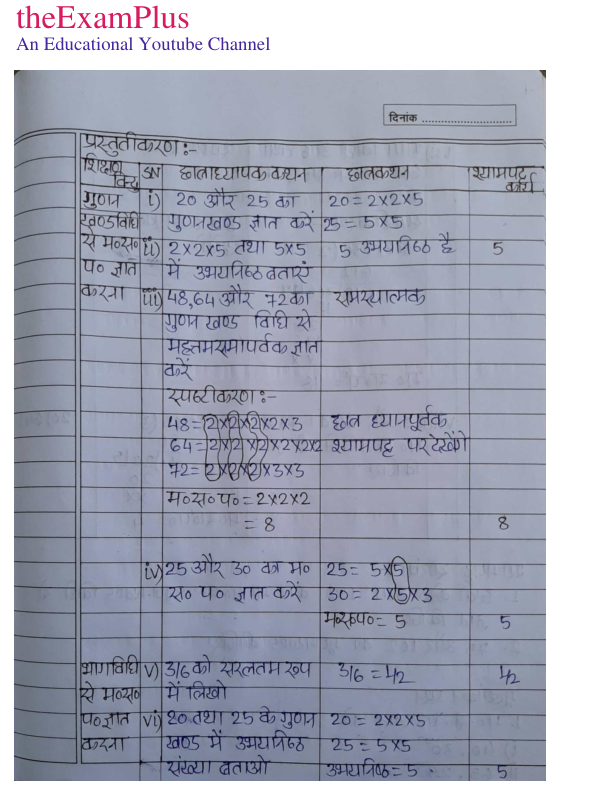 theExamPlus
An Educational Youtube Channel
दिनांक ............................
प्रस्तुतीकरण:-
शिक्षण SN छात्राध्यापक कथन छात्रकथन श्यामपट्ट
बिन्दु कार्य
गुणन i) 20 और 25 का 20 = 2x2x5
खण्डविधि गुणनखण्ड ज्ञात करें 25 = 5x5
से म०स० ii) 2x2x5 तथा 5x5 5 उभयनिष्ठ है 5
प० ज्ञात में उभयनिष्ठ बताएं
करना iii) 48,64 और 72 का समस्यात्मक
गुणनखण्ड विधि से
महत्तमसमापवर्तक ज्ञात
करें
स्पष्टीकरण:-
48 = 2x2x2x2x3 छात्र ध्यानपूर्वक
64 = 2x2x2x2x2x2 श्यामपट्ट पर देखेंगे
72 = 2x2x2x3x3
म०स०प० = 2x2x2
= 8 8
iv) 25 और 30 का म० 25 = 5x5
स० प० ज्ञात करें 30 = 2x5x3
म०स०प० = 5 5
भागविधि v) 3/6 को सरलतम रूप 3/6 = 1/2 1/2
से म०स० में लिखो
प० ज्ञात vi) 20 तथा 25 के गुणन 20 = 2x2x5
करना खण्ड में उभयनिष्ठ 25 = 5x5
संख्या बताओ उभयनिष्ठ = 5 5